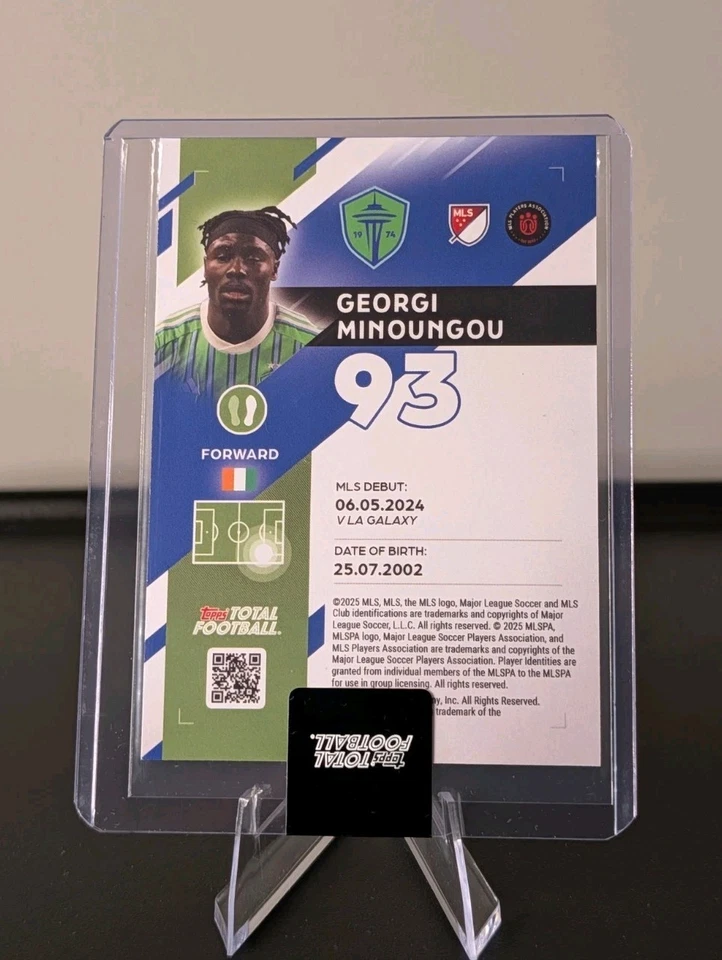 19 74
MLS
MLS PLAYERS ASSOCIATION
GEORGI
MINOUNGOU
93
FORWARD
MLS DEBUT:
06.05.2024
V LA GALAXY
DATE OF BIRTH:
25.07.2002
topps TOTAL
FOOTBALL.
©2025 MLS, MLS, the MLS logo, Major League Soccer and MLS
Club identifications are trademarks and copyrights of Major
League Soccer, L.L.C. All rights reserved. © 2025 MLSPA,
MLSPA logo, Major League Soccer Players Association, and
MLS Players Association are trademarks and copyrights of the
Major League Soccer Players Association. Player Identities are
granted from individual members of the MLSPA to the MLSPA
for use in group licensing. All rights reserved.
ny, Inc. All Rights Reserved.
trademark of the
topps TOTAL
FOOTBALL.